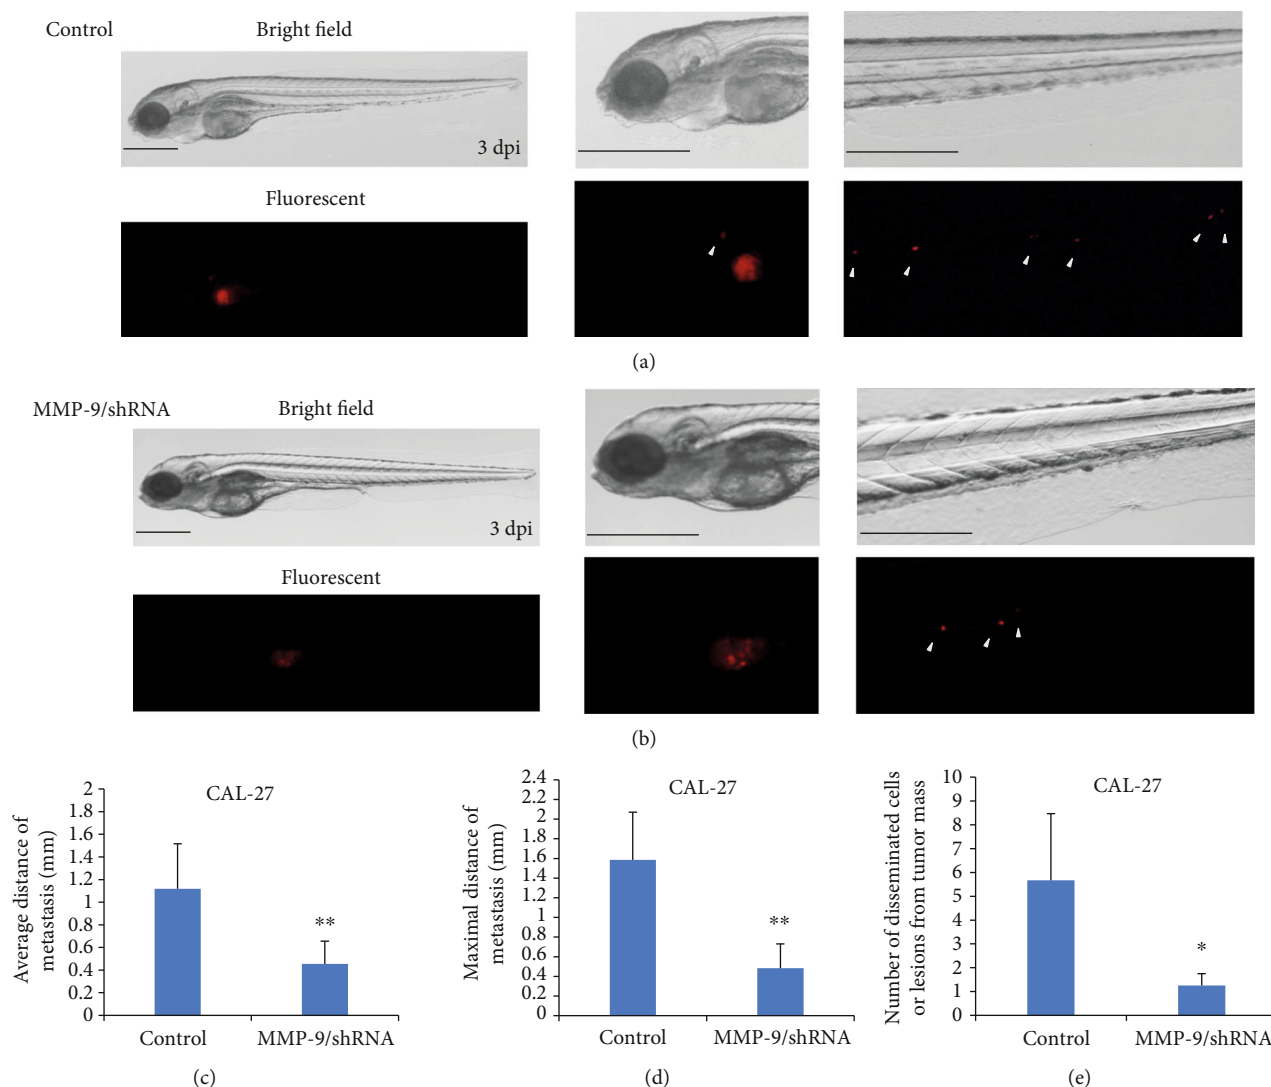 Control
Bright field
3 dpi
Fluorescent
(a)
MMP-9/shRNA
Bright field
3 dpi
Fluorescent
(b)
Average distance of
metastasis (mm)
2
1.8
1.6
1.4
1.2
1
0.8
0.6
0.4
0.2
0
CAL-27
**
Control
MMP-9/shRNA
(c)
Maximal distance of
metastasis (mm)
2.4
2.2
2
1.8
1.6
1.4
1.2
1
0.8
0.6
0.4
0.2
0
CAL-27
**
Control
MMP-9/shRNA
(d)
Number of disseminated cells
or lesions from tumor mass
10
9
8
7
6
5
4
3
2
1
0
CAL-27
*
Control
MMP-9/shRNA
(e)